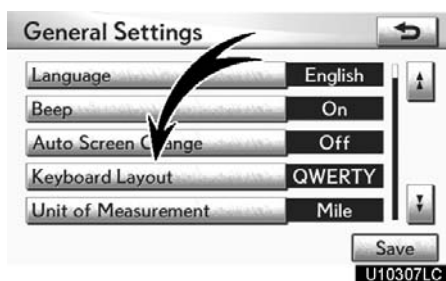 General Settings
Language English
Beep On
Auto Screen Change Off
Keyboard Layout QWERTY
Unit of Measurement Mile
Save
U10307LC